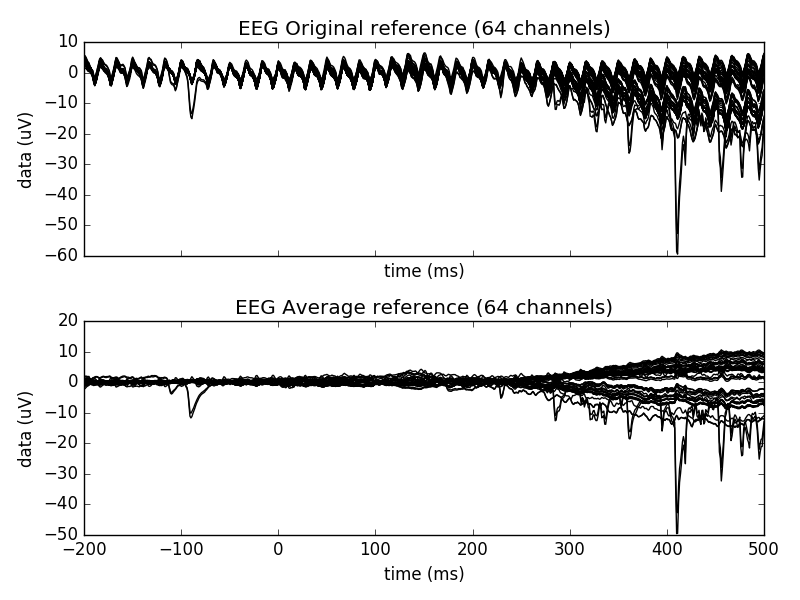 EEG Original reference (64 channels)
10
0
−10
−20
−30
−40
−50
−60
data (uV)
time (ms)
EEG Average reference (64 channels)
20
10
0
−10
−20
−30
−40
−50
data (uV)
−200 −100 0 100 200 300 400 500
time (ms)